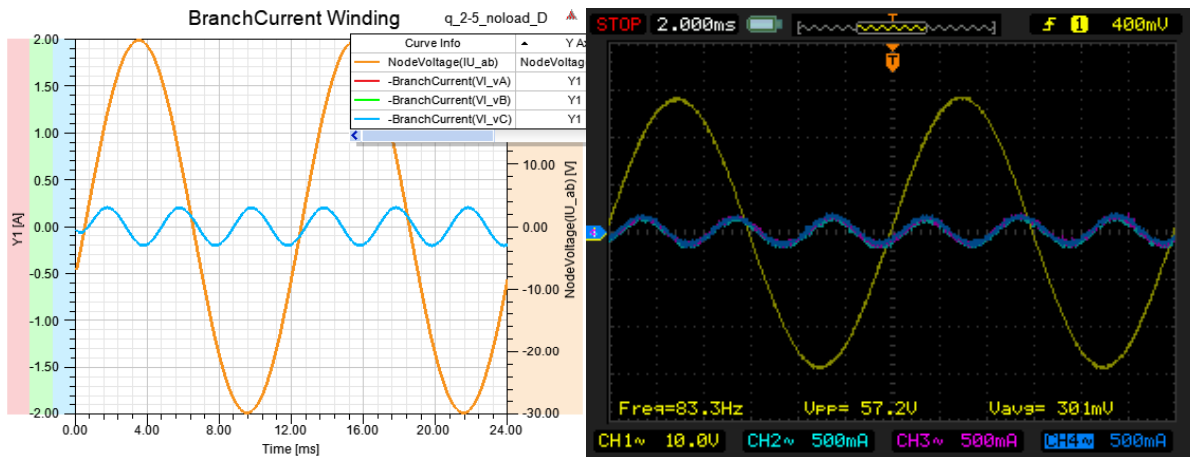 BranchCurrent Winding
q_2-5_noload_D
Curve Info Y Ax
NodeVoltage(IU_ab) NodeVoltage
-BranchCurrent(VI_vA) Y1
-BranchCurrent(VI_vB) Y1
-BranchCurrent(VI_vC) Y1
2.00
1.50
1.00
0.50
0.00
-0.50
-1.00
-1.50
-2.00
Y1 [A]
10.00
0.00
-10.00
-20.00
-30.00
NodeVoltage(IU_ab) [V]
0.00 4.00 8.00 12.00 16.00 20.00 24.00
Time [ms]
STOP 2.000ms T 1 400mV
T
Freq=83.3Hz Vpp= 57.2V Vavg= 301mV
CH1~ 10.0V CH2~ 500mA CH3~ 500mA CH4~ 500mA